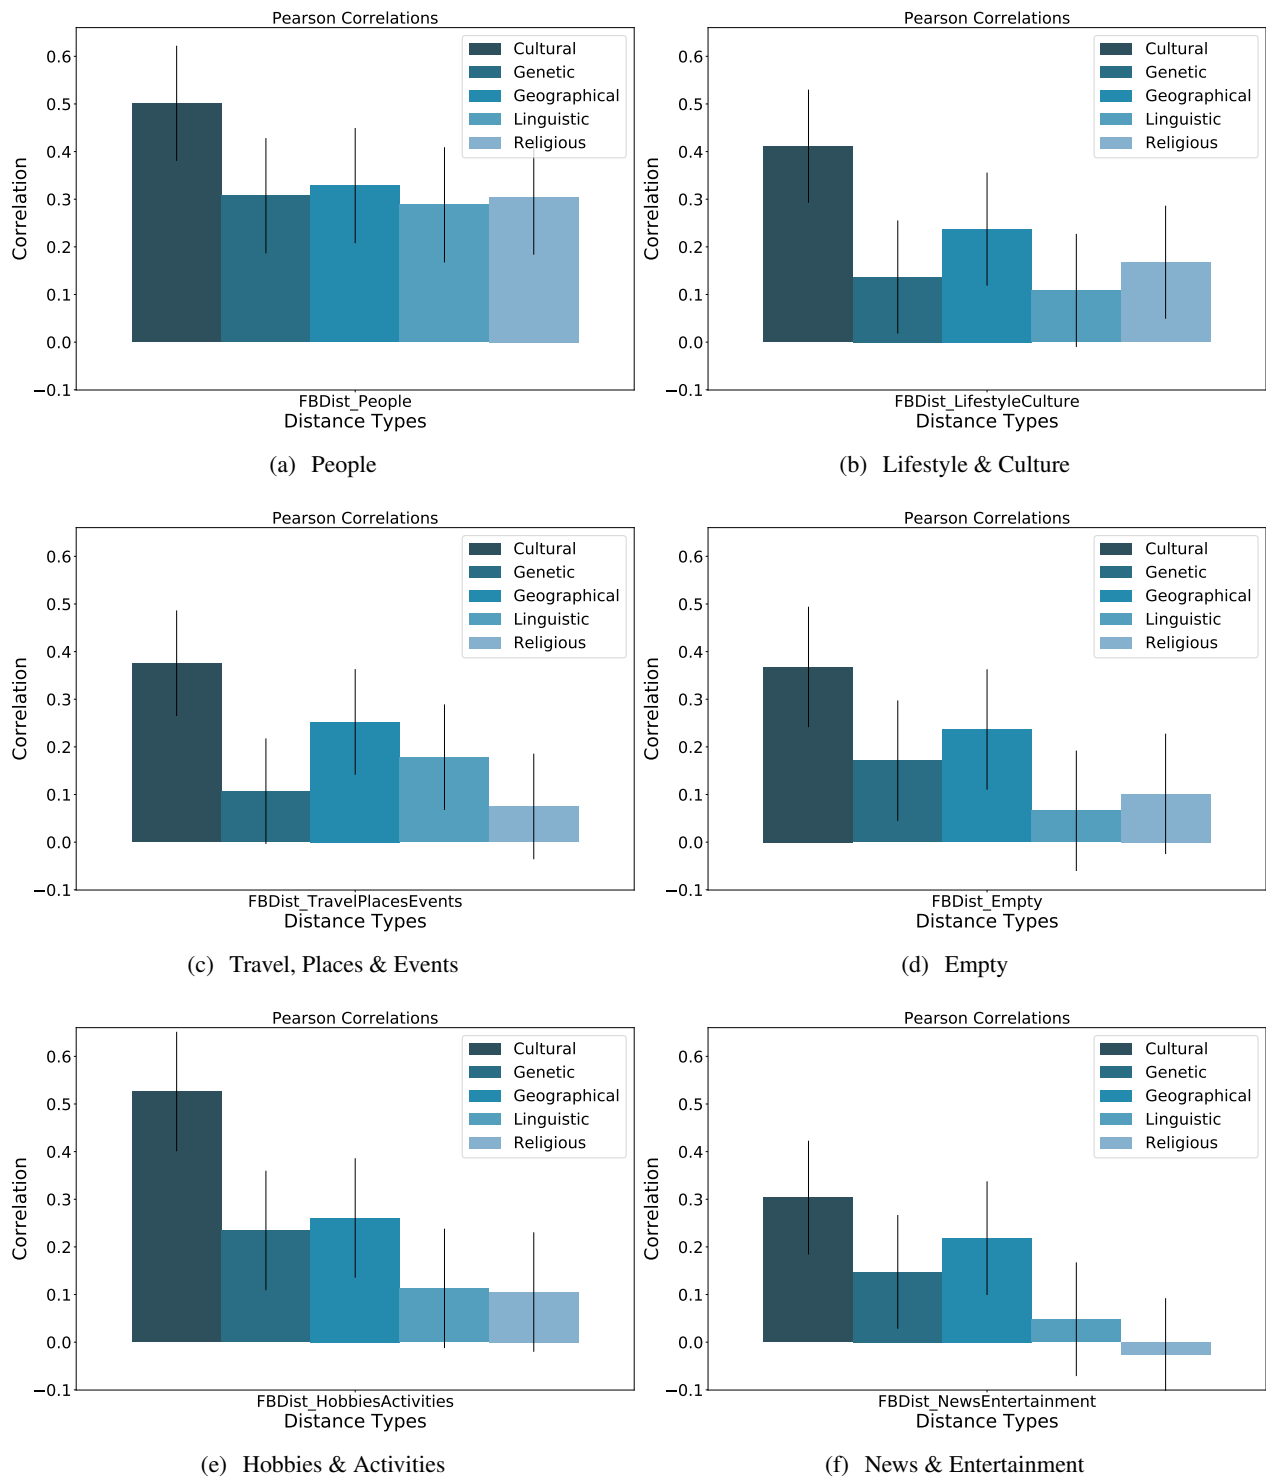 Pearson Correlations
0.6
0.5
0.4
0.3
0.2
0.1
0.0
−0.1
Correlation
Cultural
Genetic
Geographical
Linguistic
Religious
FBDist_People
Distance Types
(a) People
Pearson Correlations
0.6
0.5
0.4
0.3
0.2
0.1
0.0
−0.1
Correlation
Cultural
Genetic
Geographical
Linguistic
Religious
FBDist_LifestyleCulture
Distance Types
(b) Lifestyle & Culture
Pearson Correlations
0.6
0.5
0.4
0.3
0.2
0.1
0.0
−0.1
Correlation
Cultural
Genetic
Geographical
Linguistic
Religious
FBDist_TravelPlacesEvents
Distance Types
(c) Travel, Places & Events
Pearson Correlations
0.6
0.5
0.4
0.3
0.2
0.1
0.0
−0.1
Correlation
Cultural
Genetic
Geographical
Linguistic
Religious
FBDist_Empty
Distance Types
(d) Empty
Pearson Correlations
0.6
0.5
0.4
0.3
0.2
0.1
0.0
−0.1
Correlation
Cultural
Genetic
Geographical
Linguistic
Religious
FBDist_HobbiesActivities
Distance Types
(e) Hobbies & Activities
Pearson Correlations
0.6
0.5
0.4
0.3
0.2
0.1
0.0
−0.1
Correlation
Cultural
Genetic
Geographical
Linguistic
Religious
FBDist_NewsEntertainment
Distance Types
(f) News & Entertainment